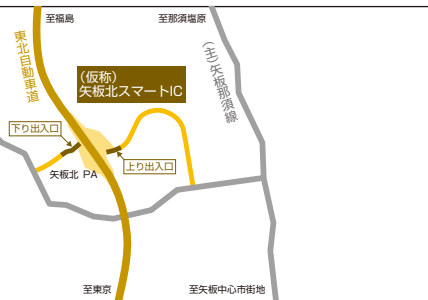 至福島
至那須塩原
東北自動車道
(主)矢板那須線
(仮称)
矢板北スマートIC
下り出入口
上り出入口
矢板北 PA
至東京
至矢板中心市街地